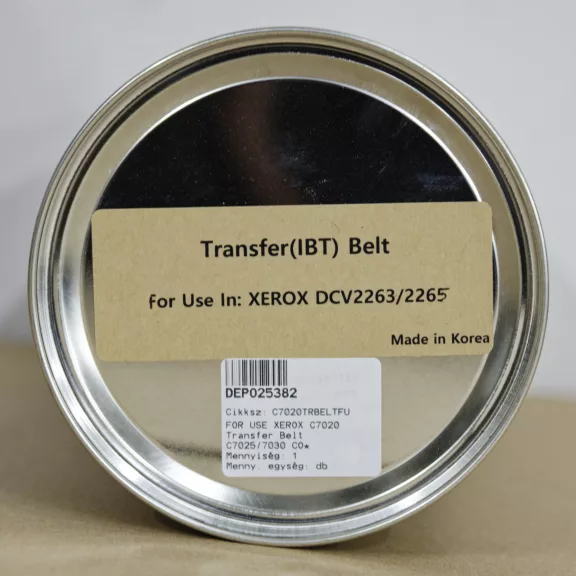 Transfer(IBT) Belt
for Use In: XEROX DCV2263/2265
Made in Korea
DEP025382
Cikksz: C7020TRBELTFU
FOR USE XEROX C7020
Transfer Belt
C7025/7030 CO*
Mennyiség: 1
Menny. egység: db